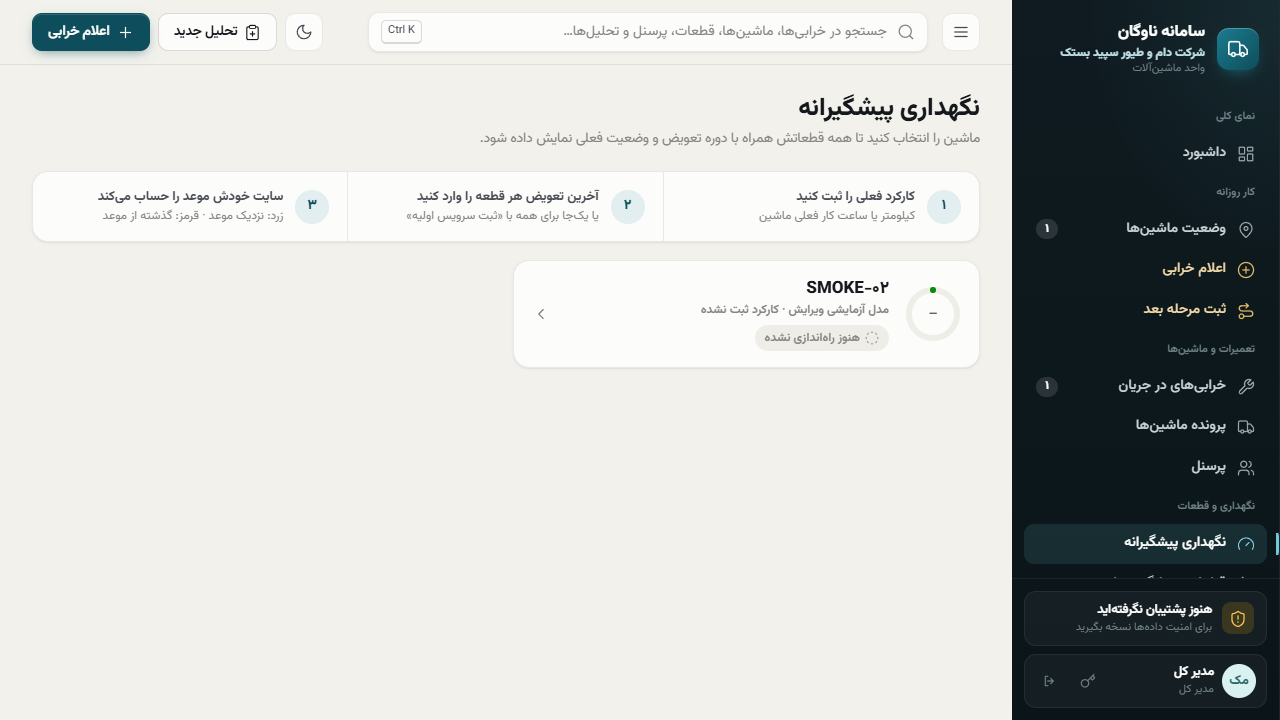 سامانه ناوگان
شرکت دام و طیور سپید بستک
واحد ماشین‌آلات
نمای کلی
داشبورد
کار روزانه
وضعیت ماشین‌ها
۱
اعلام خرابی
ثبت مرحله بعد
تعمیرات و ماشین‌ها
خرابی‌های در جریان
۱
پرونده ماشین‌ها
پرسنل
نگهداری و قطعات
نگهداری پیشگیرانه
هنوز پشتیبان نگرفته‌اید
برای امنیت داده‌ها نسخه بگیرید
مک
مدیر کل
مدیر کل
جستجو در خرابی‌ها، ماشین‌ها، قطعات، پرسنل و تحلیل‌ها…
Ctrl K
تحلیل جدید
اعلام خرابی
نگهداری پیشگیرانه
ماشین را انتخاب کنید تا همه قطعاتش همراه با دوره تعویض و وضعیت فعلی نمایش داده شود.
۱
کارکرد فعلی را ثبت کنید
کیلومتر یا ساعت کار فعلی ماشین
۲
آخرین تعویض هر قطعه را وارد کنید
یا یک‌جا برای همه با «ثبت سرویس اولیه»
۳
سایت خودش موعد را حساب می‌کند
زرد: نزدیک موعد · قرمز: گذشته از موعد
–
SMOKE-۰۲
مدل آزمایشی ویرایش · کارکرد ثبت نشده
هنوز راه‌اندازی نشده